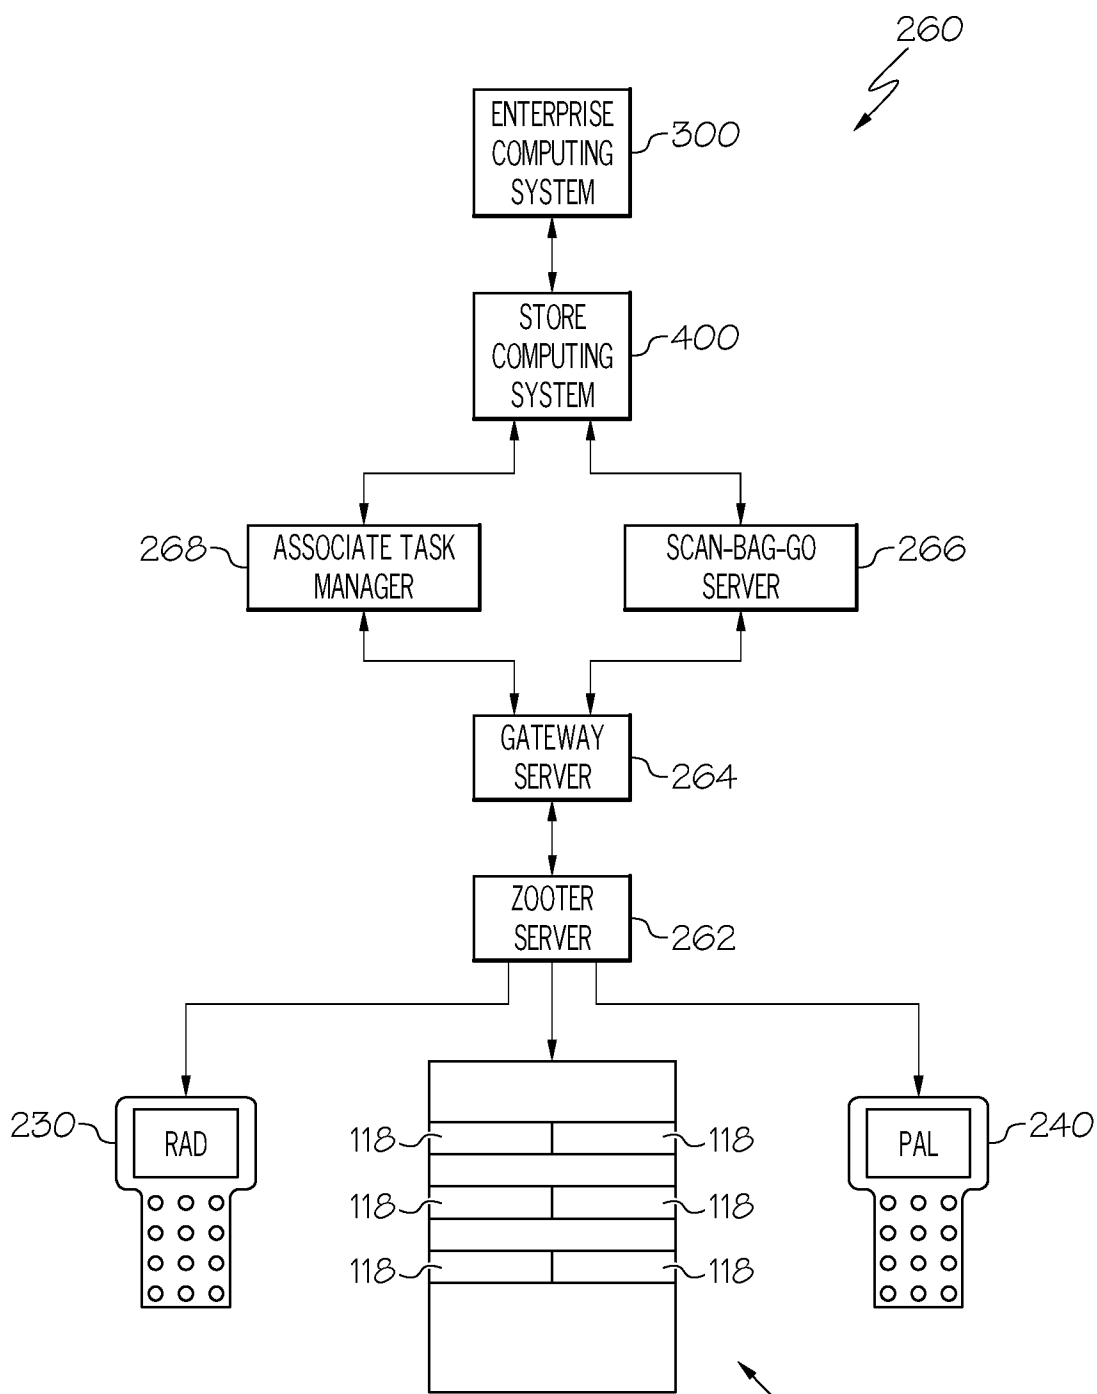 260
ENTERPRISE
COMPUTING
SYSTEM
300
STORE
COMPUTING
SYSTEM
400
268
ASSOCIATE TASK
MANAGER
SCAN-BAG-GO
SERVER
266
GATEWAY
SERVER
264
ZOOTER
SERVER
262
230
RAD
118
118
PAL
240
118
118
118
118